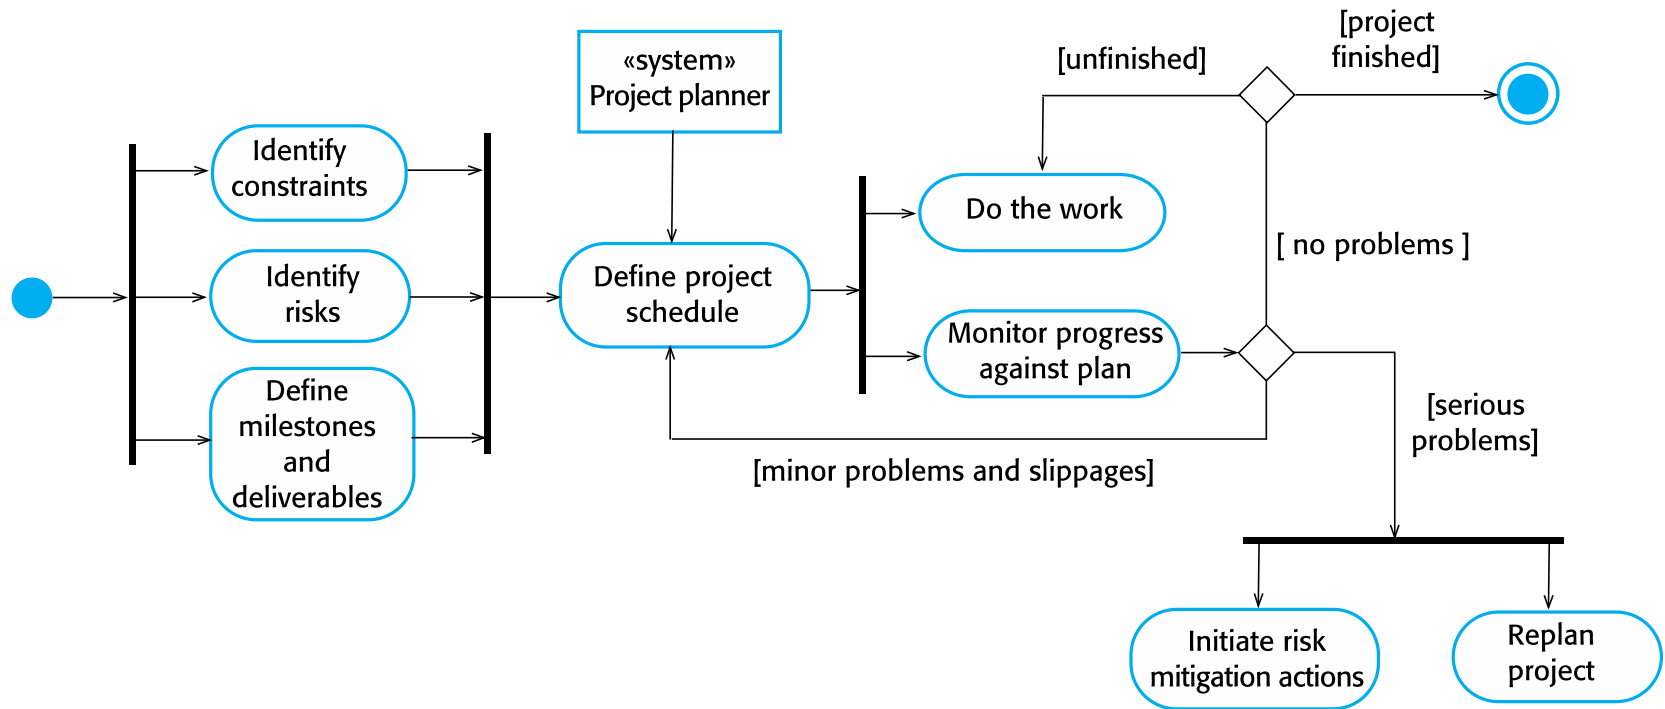 Identify
constraints
Identify
risks
Define
milestones
and
deliverables
«system»
Project planner
Define project
schedule
[unfinished]
[project
finished]
Do the work
[ no problems ]
Monitor progress
against plan
[serious
problems]
[minor problems and slippages]
Initiate risk
mitigation actions
Replan
project